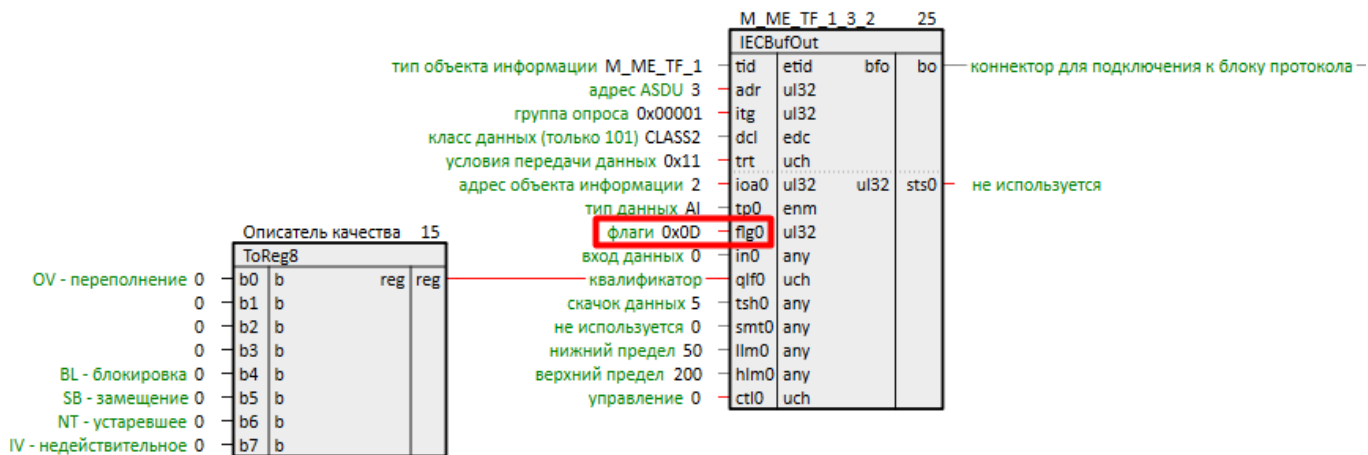 M_ME_TF_1_3_2 25
IECBufOut
тип объекта информации M_ME_TF_1 tid etid bfo bo коннектор для подключения к блоку протокола
адрес ASDU 3 adr ul32
группа опроса 0x00001 itg ul32
класс данных (только 101) CLASS2 dcl edc
условия передачи данных 0x11 trt uch
адрес объекта информации 2 ioa0 ul32 ul32 sts0 не используется
тип данных AI tp0 enm
флаги 0x0D flg0 ul32
вход данных 0 in0 any
квалификатор qlf0 uch
скачок данных 5 tsh0 any
не используется 0 smt0 any
нижний предел 50 llm0 any
верхний предел 200 hlm0 any
управление 0 ctl0 uch
Описатель качества 15
ToReg8
OV - переполнение 0 b0 b reg reg
0 b1 b
0 b2 b
0 b3 b
BL - блокировка 0 b4 b
SB - замещение 0 b5 b
NT - устаревшее 0 b6 b
IV - недействительное 0 b7 b